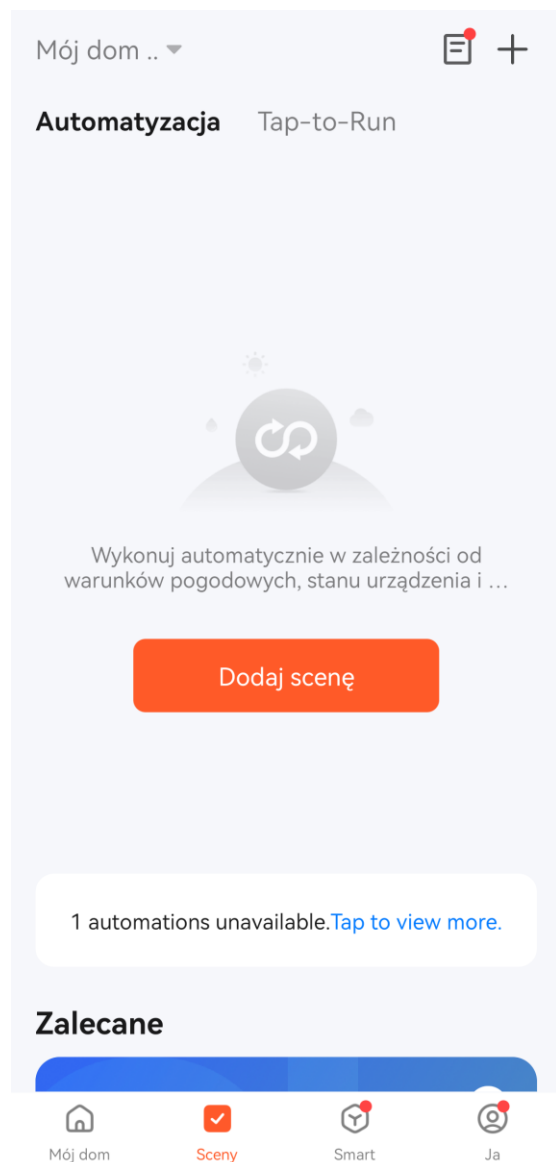 Mój dom ..
Automatyzacja Tap-to-Run
Wykonuj automatycznie w zależności od
warunków pogodowych, stanu urządzenia i ...
Dodaj scenę
1 automations unavailable.Tap to view more.
Zalecane
Mój dom Sceny Smart Ja